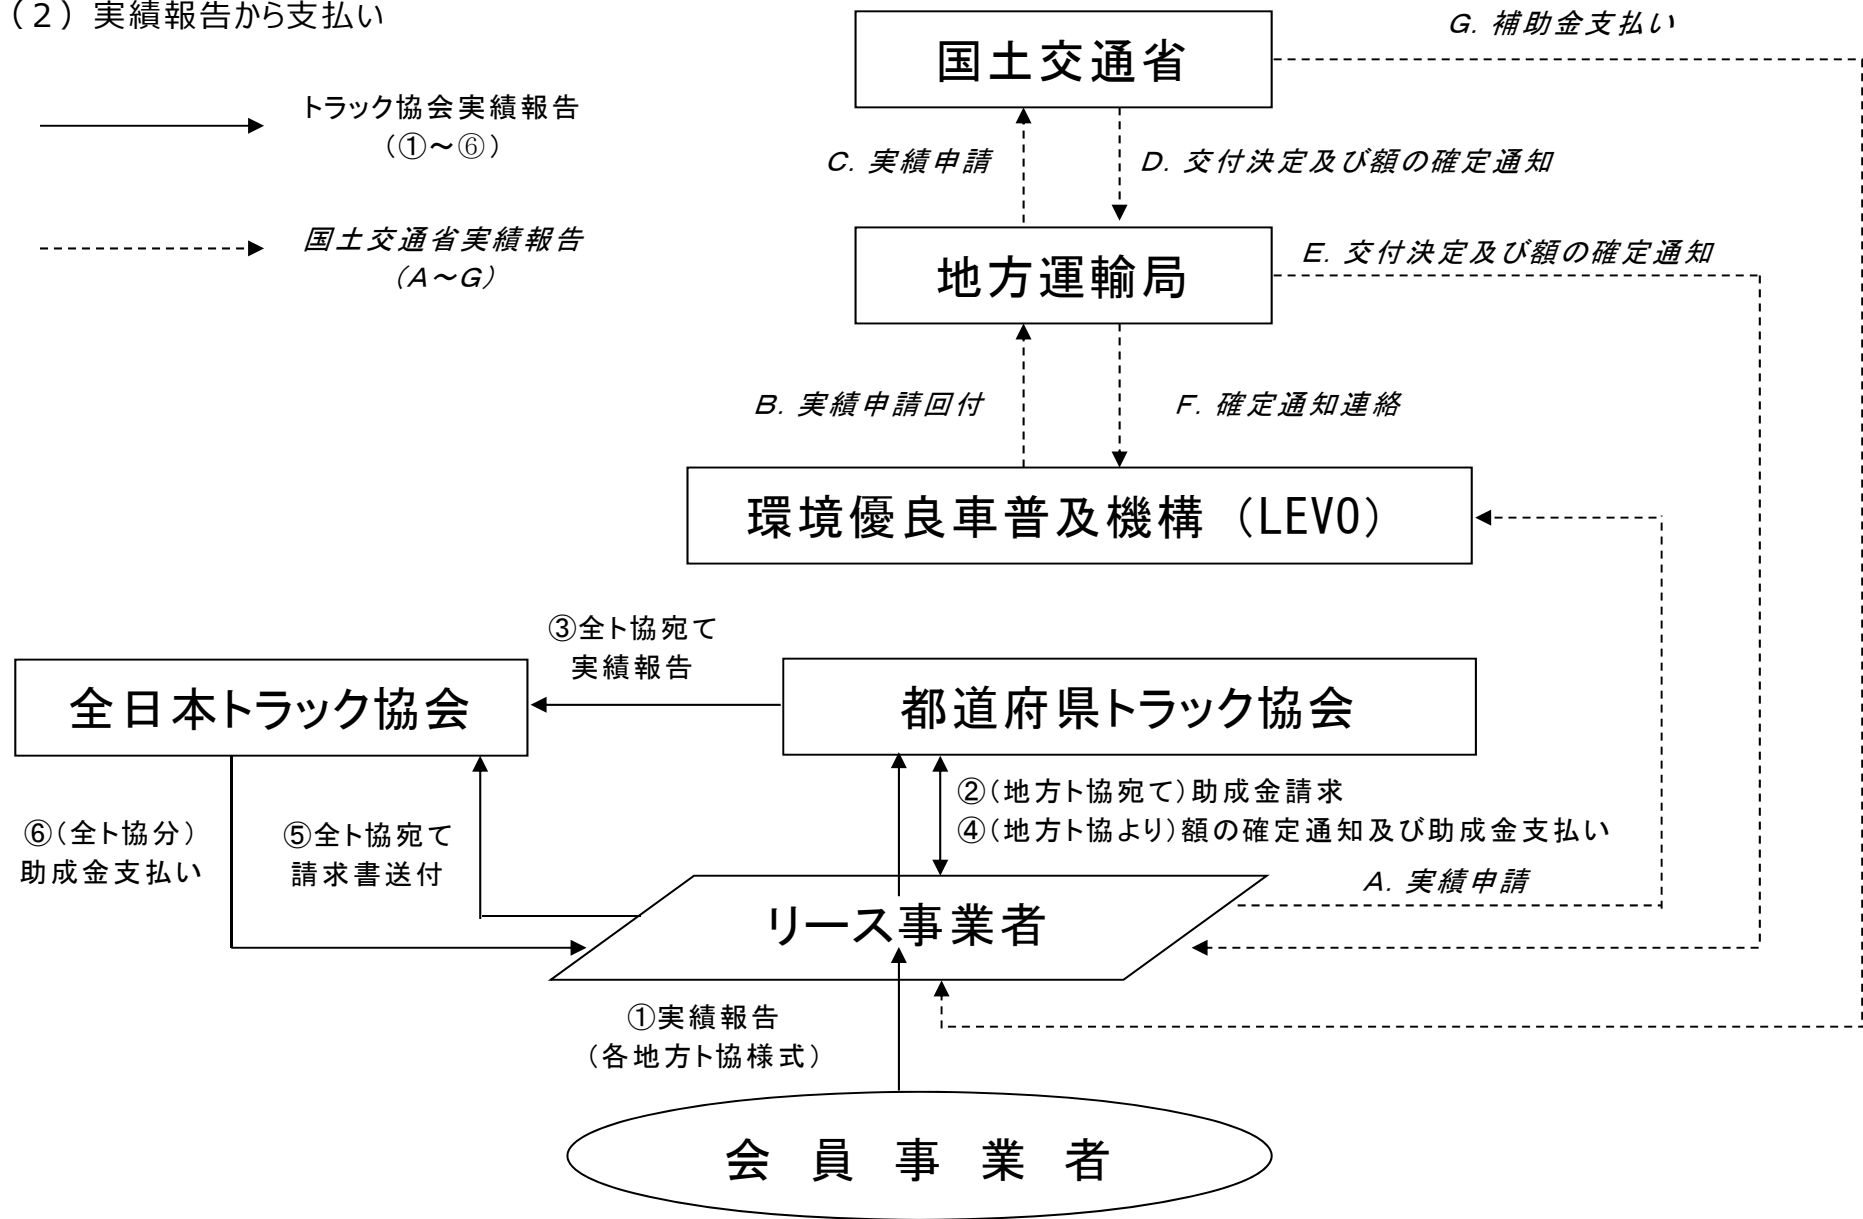 （２）実績報告から支払い
G. 補助金支払い
国土交通省
トラック協会実績報告
（①～⑥）
C. 実績申請
D. 交付決定及び額の確定通知
国土交通省実績報告
（A～G）
地方運輸局
E. 交付決定及び額の確定通知
B. 実績申請回付
F. 確定通知連絡
環境優良車普及機構（LEVO）
③全ト協宛て
実績報告
全日本トラック協会
都道府県トラック協会
②（地方ト協宛て）助成金請求
④（地方ト協より）額の確定通知及び助成金支払い
⑥（全ト協分）
助成金支払い
⑤全ト協宛て
請求書送付
A. 実績申請
リース事業者
①実績報告
（各地方ト協様式）
会員事業者